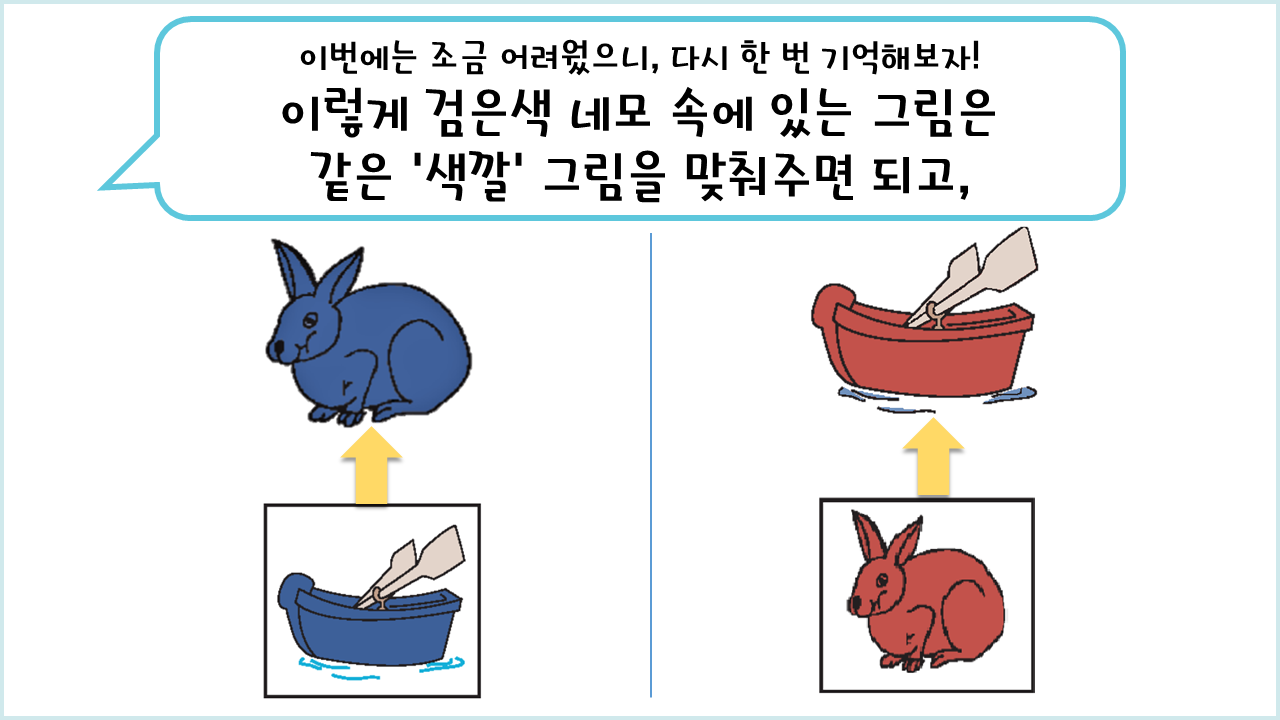 이번에는 조금 어려웠으니, 다시 한 번 기억해보자!
이렇게 검은색 네모 속에 있는 그림은
같은 '색깔' 그림을 맞춰주면 되고,